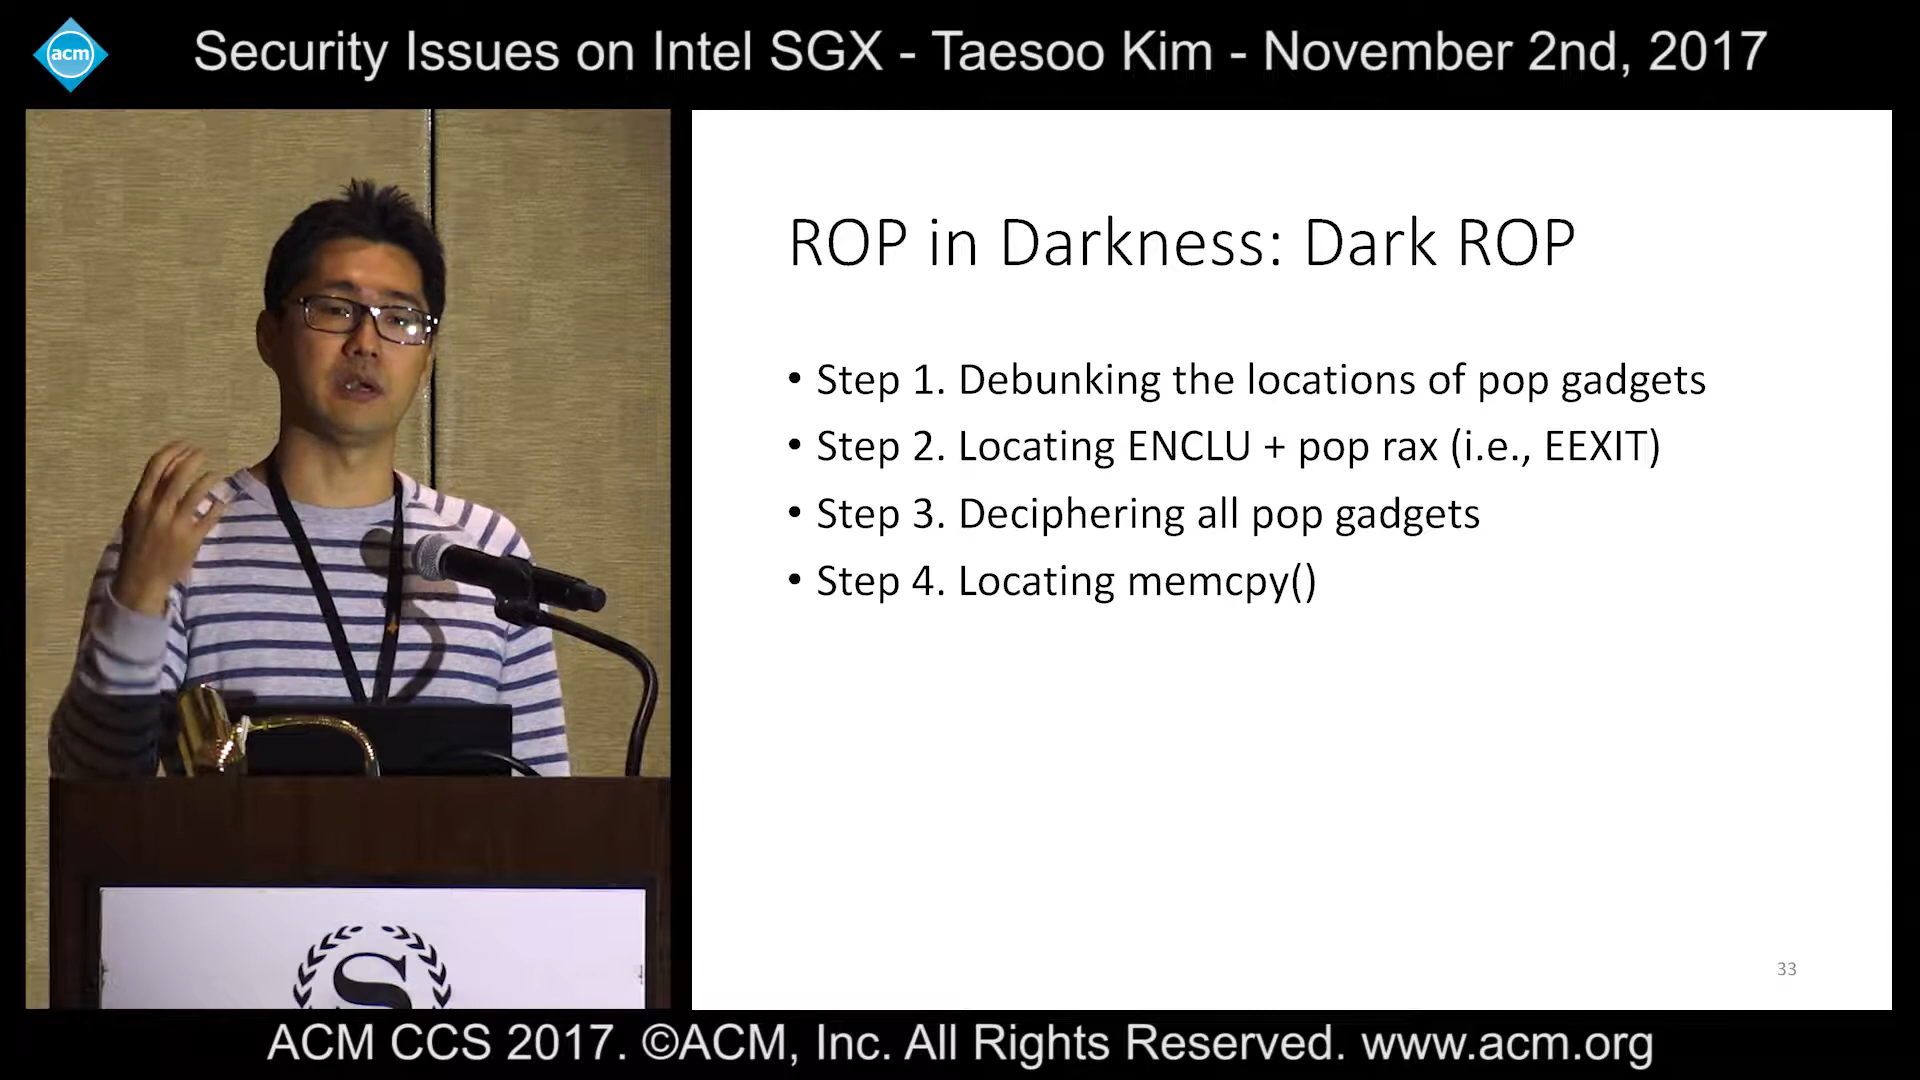 acm
Security Issues on Intel SGX - Taesoo Kim - November 2nd, 2017
ROP in Darkness: Dark ROP
• Step 1. Debunking the locations of pop gadgets
• Step 2. Locating ENCLU + pop rax (i.e., EEXIT)
• Step 3. Deciphering all pop gadgets
• Step 4. Locating memcpy()
33
S
ACM CCS 2017. ©ACM, Inc. All Rights Reserved. www.acm.org